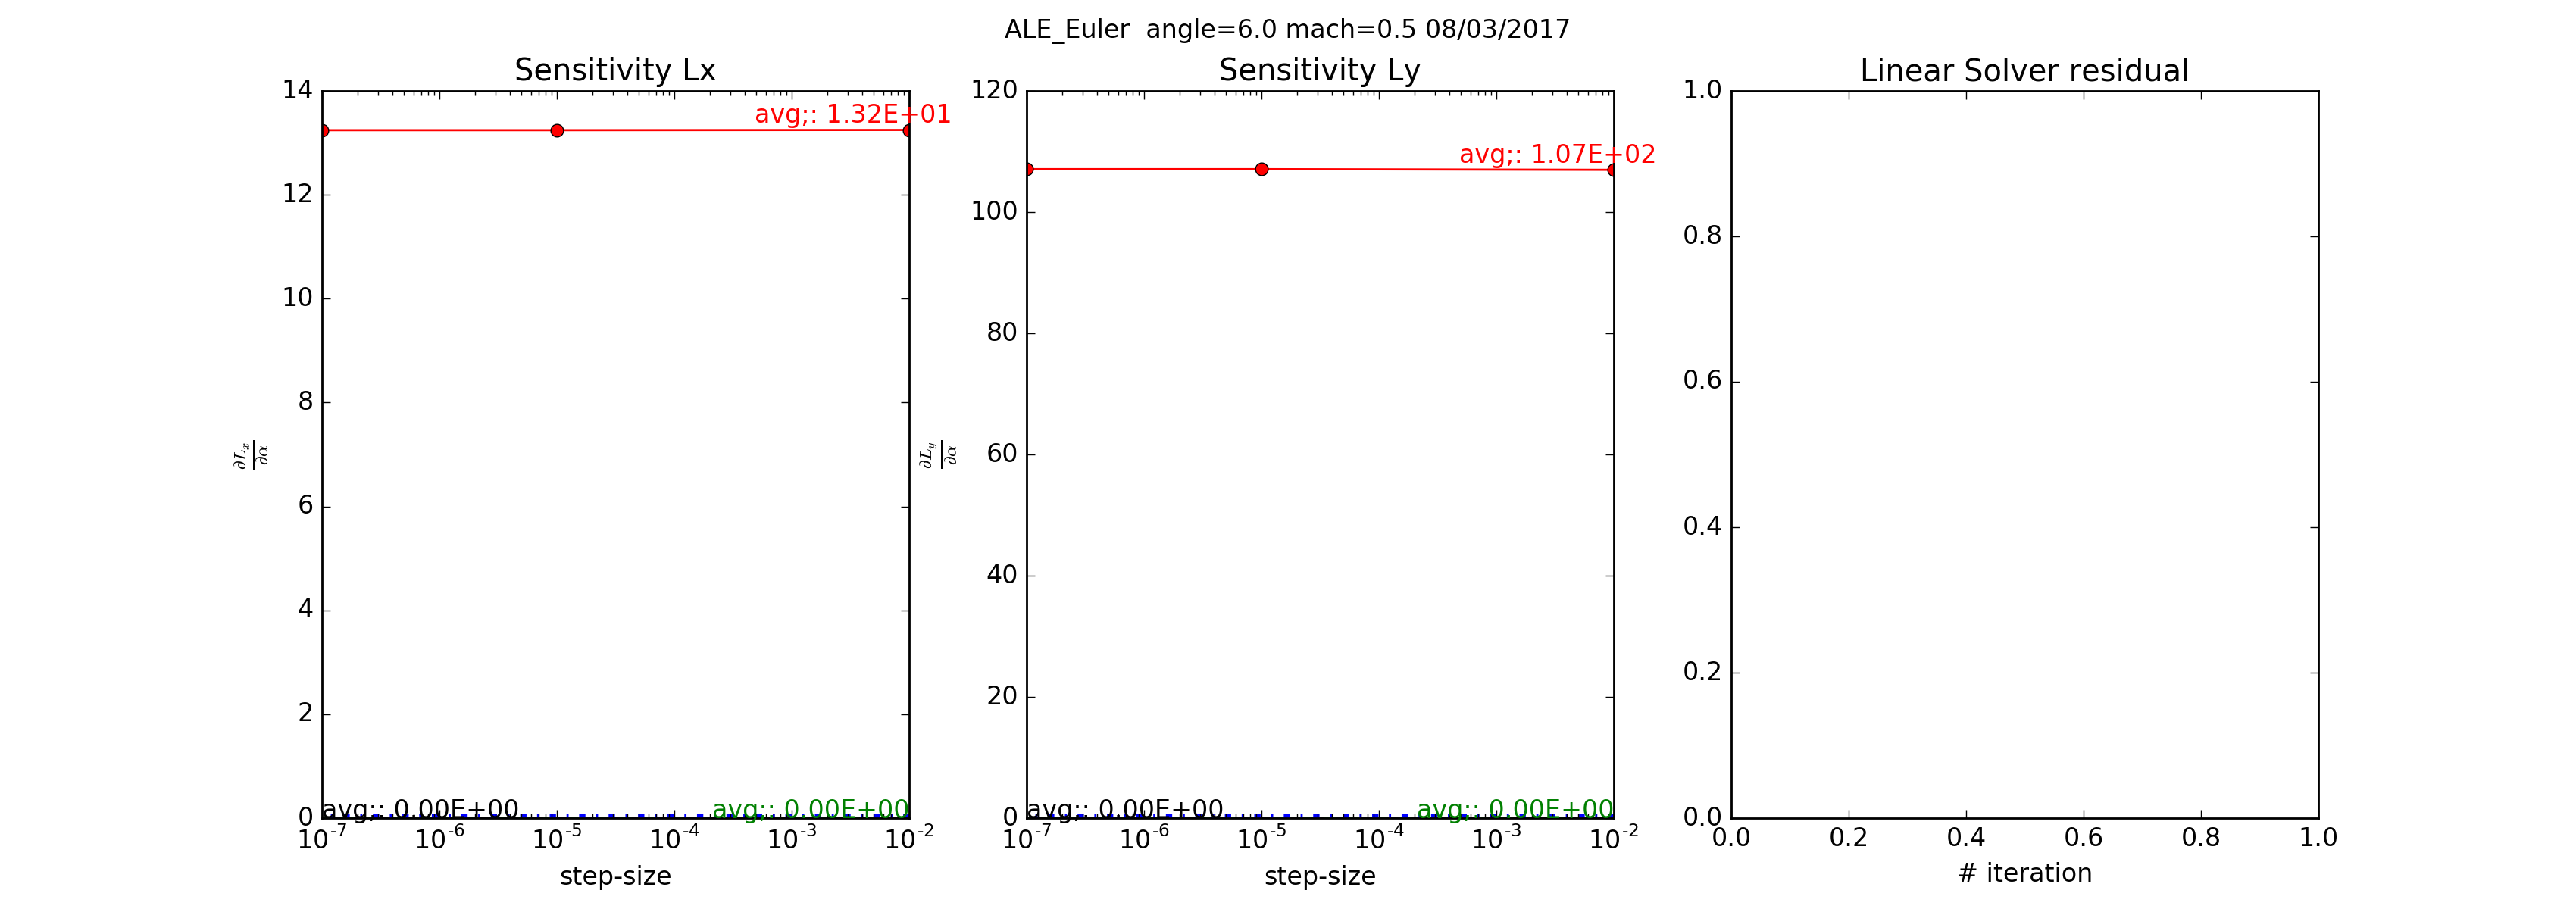 ALE_Euler  angle=6.0 mach=0.5 08/03/2017
Sensitivity Lx
14
12
10
8
6
4
2
0
∂Lx/∂α
avg;: 1.32E+01
avg;: 0.00E+00
avg;: 0.00E+00
10^-7 10^-6 10^-5 10^-4 10^-3 10^-2
step-size
Sensitivity Ly
120
100
80
60
40
20
0
∂Ly/∂α
avg;: 1.07E+02
avg;: 0.00E+00
avg;: 0.00E+00
10^-7 10^-6 10^-5 10^-4 10^-3 10^-2
step-size
Linear Solver residual
1.0
0.8
0.6
0.4
0.2
0.0
0.0 0.2 0.4 0.6 0.8 1.0
# iteration